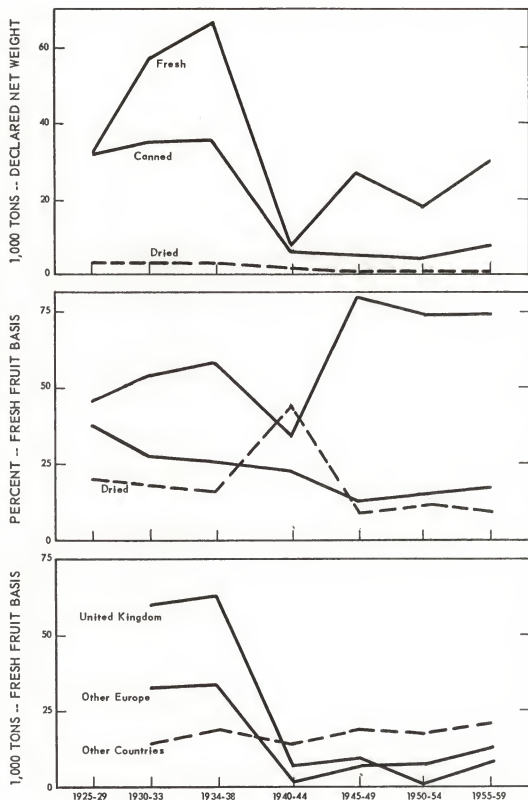 1,000 TONS -- DECLARED NET WEIGHT
60
40
20
0
Fresh
Canned
Dried
PERCENT -- FRESH FRUIT BASIS
75
50
25
0
Dried
1,000 TONS -- FRESH FRUIT BASIS
75
50
25
0
United Kingdom
Other Europe
Other Countries
1925-29 1930-33 1934-38 1940-44 1945-49 1950-54 1955-59